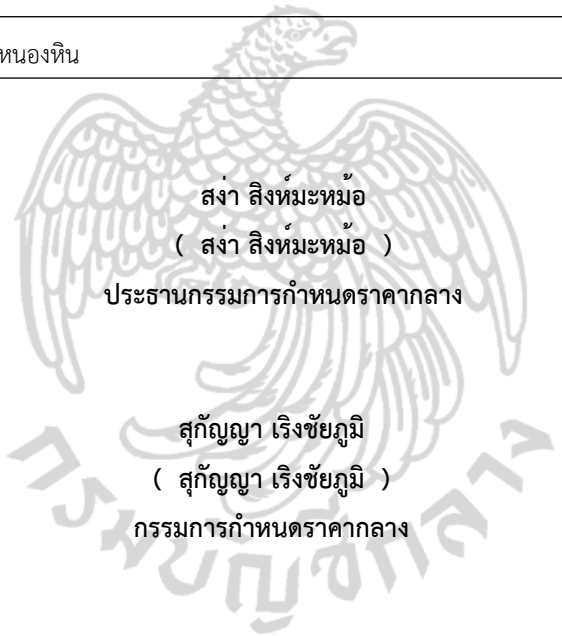 หนองหิน
สง่า สิงห์มะหม้อ
( สง่า สิงห์มะหม้อ )
ประธานกรรมการกำหนดราคากลาง
สุกัญญา เริงชัยภูมิ
( สุกัญญา เริงชัยภูมิ )
กรรมการกำหนดราคากลาง
กรมบัญชีกลาง